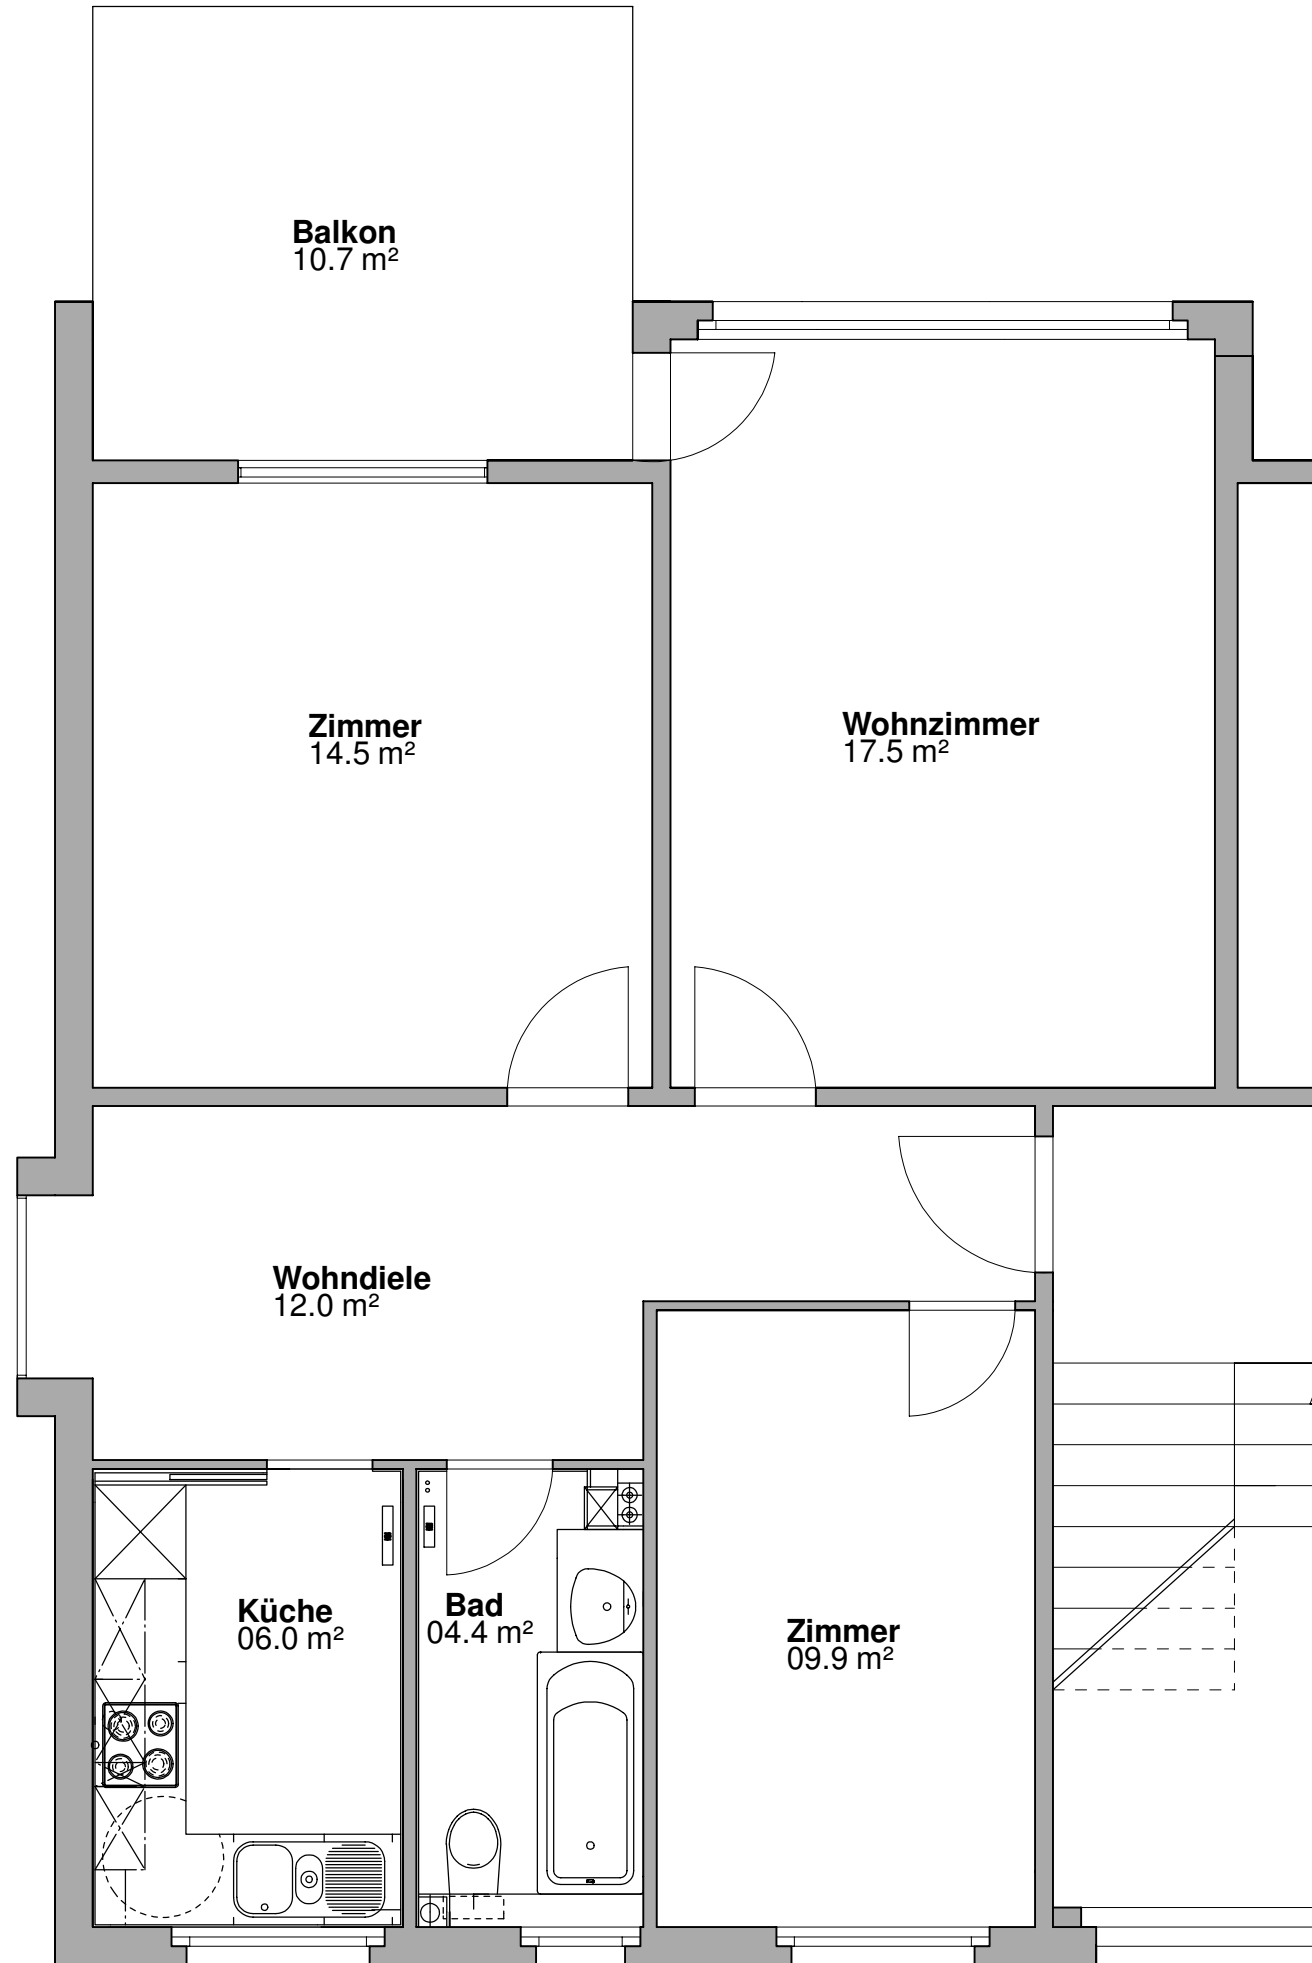 Balkon
10.7 m²
Zimmer
14.5 m²
Wohnzimmer
17.5 m²
Wohndiele
12.0 m²
Küche
06.0 m²
Bad
04.4 m²
Zimmer
09.9 m²